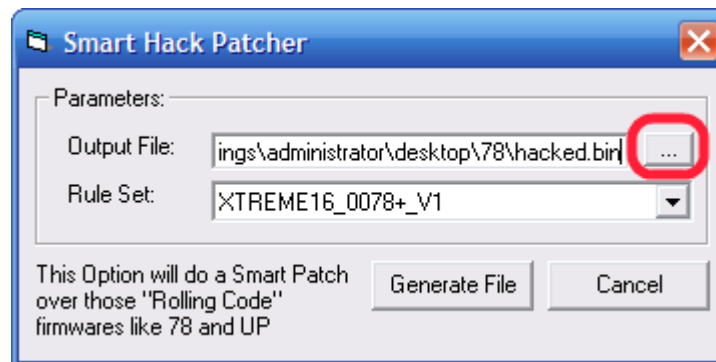 Smart Hack Patcher
Parameters:
Output File: ings\administrator\desktop\78\hacked.bin ...
Rule Set: XTREME16_0078+_V1
This Option will do a Smart Patch
over those "Rolling Code"
firmwares like 78 and UP
Generate File Cancel